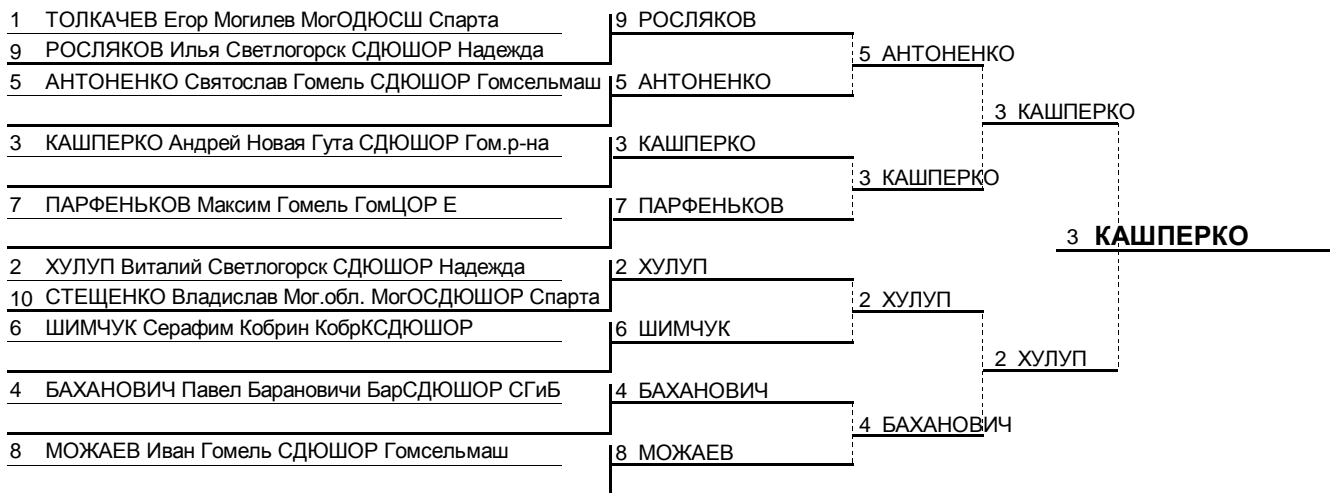 1 ТОЛКАЧЕВ Егор Могилев МогОДЮСШ Спарта
9 РОСЛЯКОВ
9 РОСЛЯКОВ Илья Светлогорск СДЮШОР Надежда
5 АНТОНЕНКО
5 АНТОНЕНКО Святослав Гомель СДЮШОР Гомсельмаш
5 АНТОНЕНКО
3 КАШПЕРКО
3 КАШПЕРКО Андрей Новая Гута СДЮШОР Гом.р-на
3 КАШПЕРКО
3 КАШПЕРКО
7 ПАРФЕНЬКОВ Максим Гомель ГомЦОР Е
7 ПАРФЕНЬКОВ
3 КАШПЕРКО
2 ХУЛУП Виталий Светлогорск СДЮШОР Надежда
2 ХУЛУП
10 СТЕЩЕНКО Владислав Мог.обл. МогОСДЮШОР Спарта
2 ХУЛУП
6 ШИМЧУК Серафим Кобрин КобрКСДЮШОР
6 ШИМЧУК
2 ХУЛУП
4 БАХАНОВИЧ Павел Барановичи БарСДЮШОР СГиБ
4 БАХАНОВИЧ
4 БАХАНОВИЧ
8 МОЖАЕВ Иван Гомель СДЮШОР Гомсельмаш
8 МОЖАЕВ